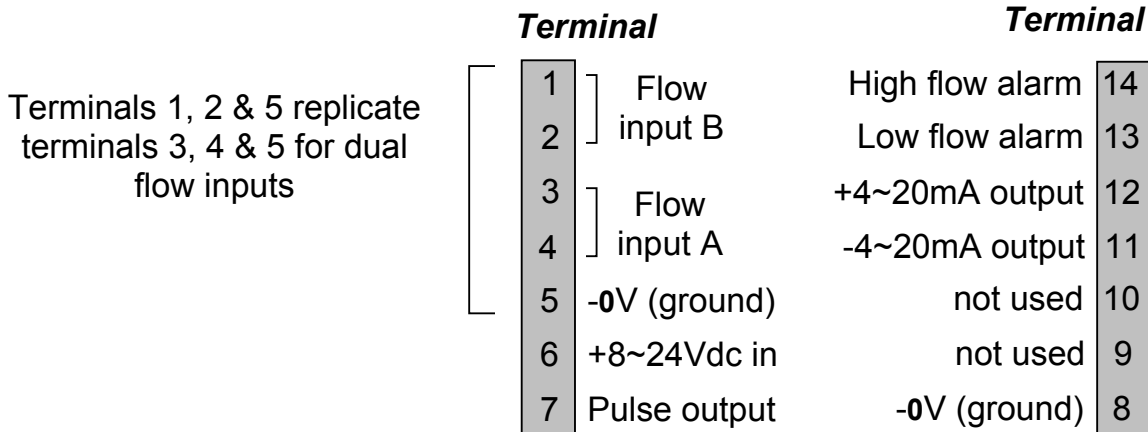 Terminal
Terminal
Terminals 1, 2 & 5 replicate
terminals 3, 4 & 5 for dual
flow inputs
1
2
3
4
5
6
7
Flow
input B
Flow
input A
-0V (ground)
+8~24Vdc in
Pulse output
High flow alarm 14
Low flow alarm 13
+4~20mA output 12
-4~20mA output 11
not used 10
not used 9
-0V (ground) 8